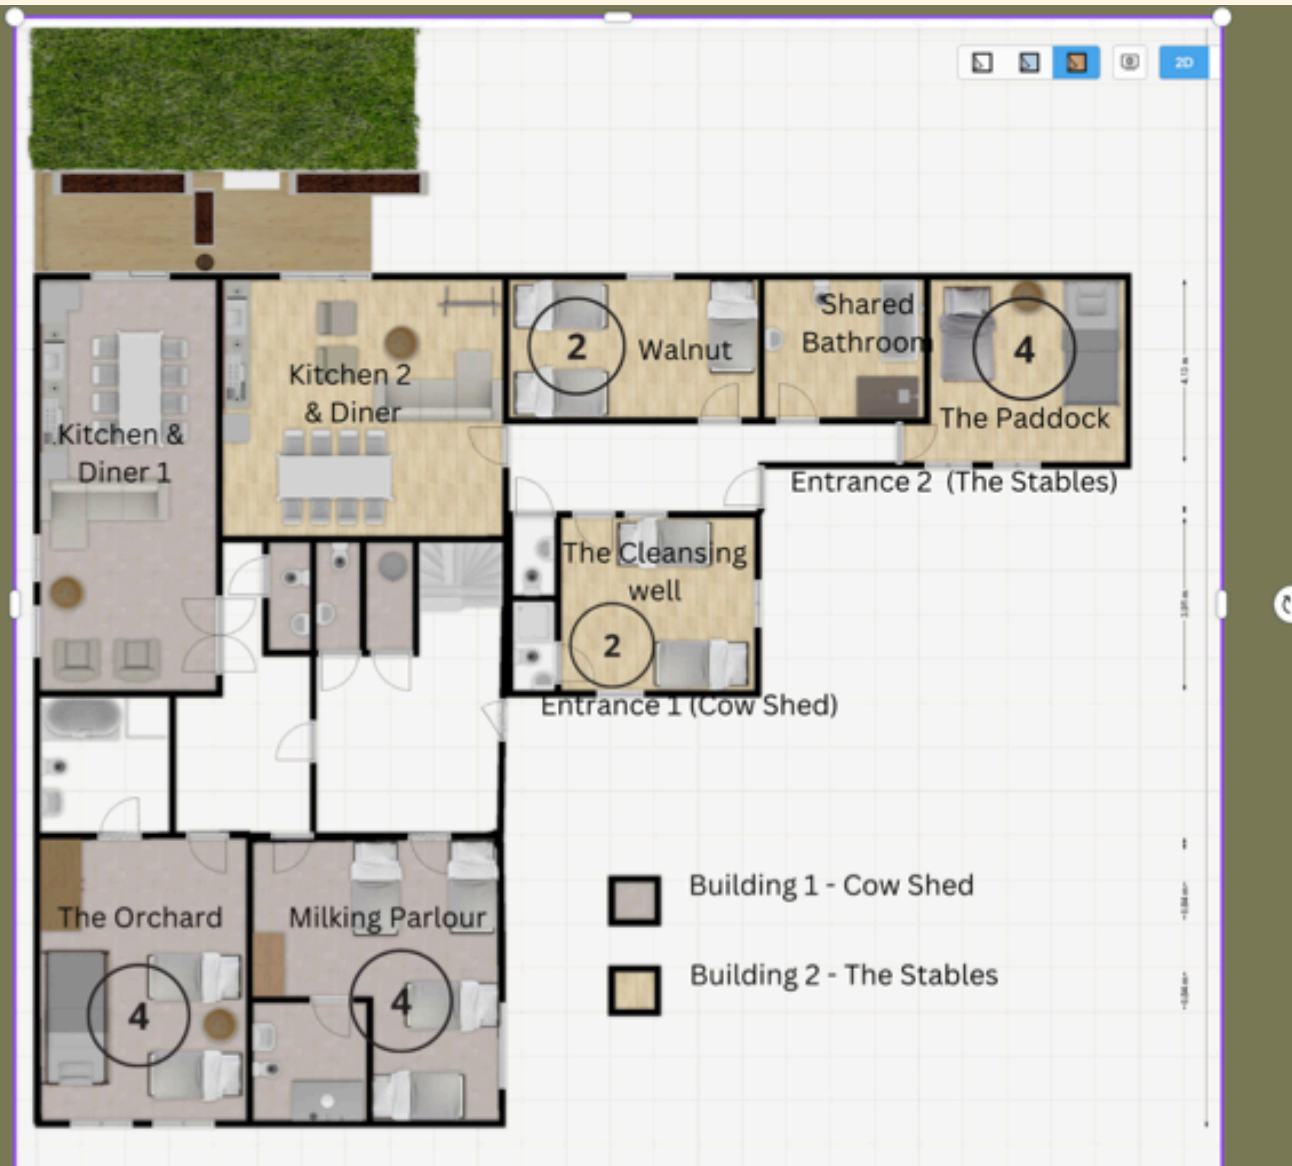 2D
2
Walnut
Shared
Bathroom
4
The Paddock
Kitchen 2
& Diner
Kitchen &
Diner 1
Entrance 2 (The Stables)
The Cleansing
well
2
Entrance 1 (Cow Shed)
Building 1 - Cow Shed
The Orchard
Milking Parlour
Building 2 - The Stables
4
4